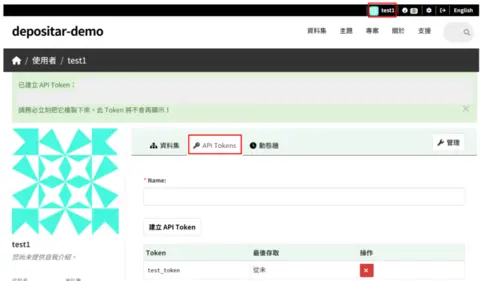 test1 0 English
depositar-demo
資料集 主題 專案 關於 支援
/ 使用者 / test1
已建立 API Token：
請務必立刻把它複製下來，此 Token 將不會再顯示！
資料集 API Tokens 動態牆 管理
* Name:
建立 API Token
Token 最後存取 操作
test_token 從未
test1
您尚未提供自我介紹。